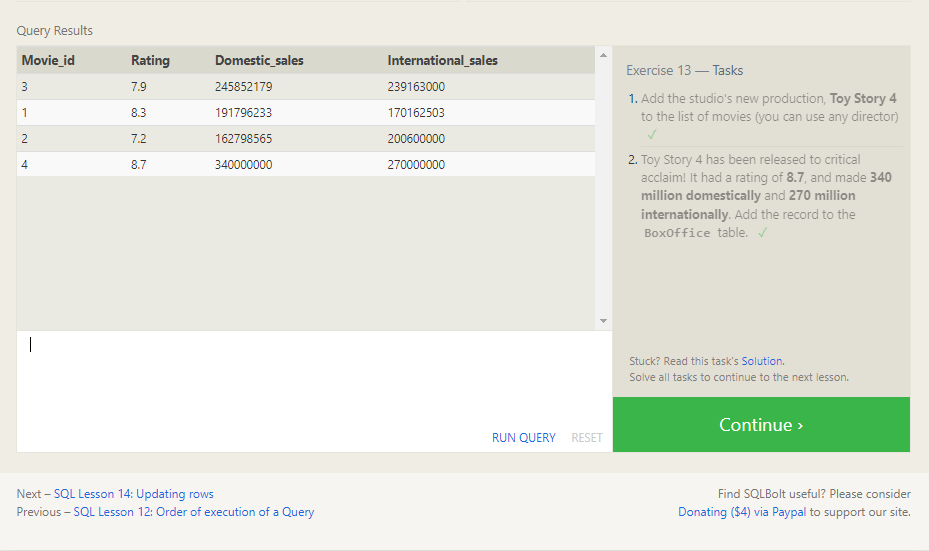 Query Results
Movie_id Rating Domestic_sales International_sales
3 7.9 245852179 239163000
1 8.3 191796233 170162503
2 7.2 162798565 200600000
4 8.7 340000000 270000000
RUN QUERY RESET
Exercise 13 — Tasks
1. Add the studio's new production, Toy Story 4
to the list of movies (you can use any director)
✓
2. Toy Story 4 has been released to critical
acclaim! It had a rating of 8.7, and made 340
million domestically and 270 million
internationally. Add the record to the
BoxOffice table. ✓
Stuck? Read this task's Solution.
Solve all tasks to continue to the next lesson.
Continue ›
Next – SQL Lesson 14: Updating rows
Previous – SQL Lesson 12: Order of execution of a Query
Find SQLBolt useful? Please consider
Donating ($4) via Paypal to support our site.